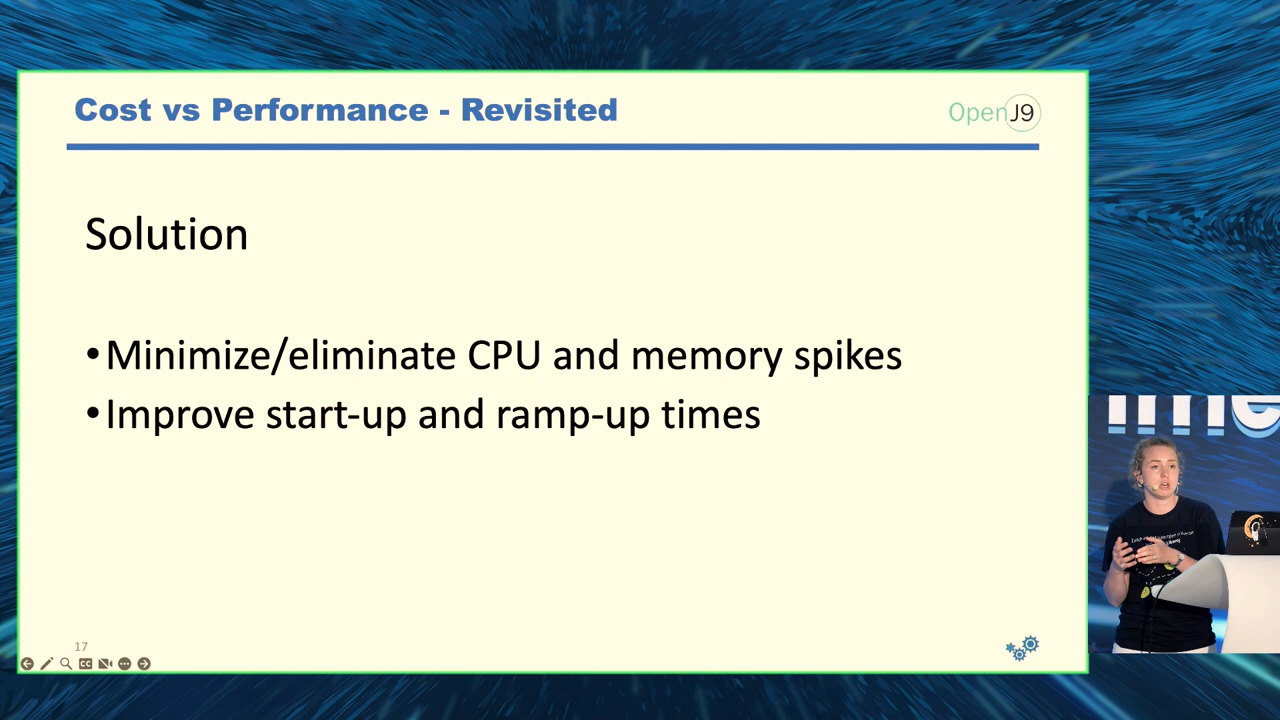 Cost vs Performance - Revisited
OpenJ9
Solution
•Minimize/eliminate CPU and memory spikes
•Improve start-up and ramp-up times
17
CC